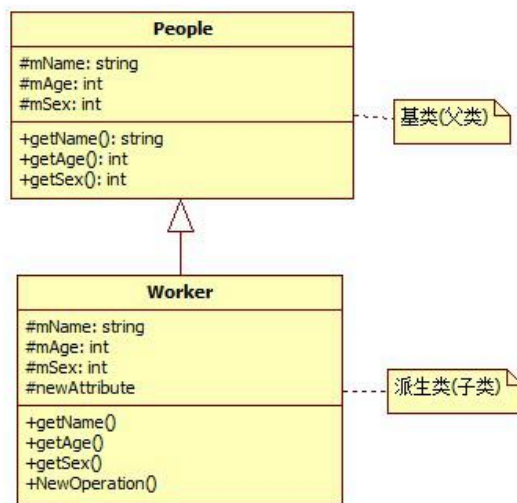 People
#mName: string
#mAge: int
#mSex: int
+getName(): string
+getAge(): int
+getSex(): int
基类(父类)
Worker
#mName: string
#mAge: int
#mSex: int
#newAttribute
+getName()
+getAge()
+getSex()
+NewOperation()
派生类(子类)